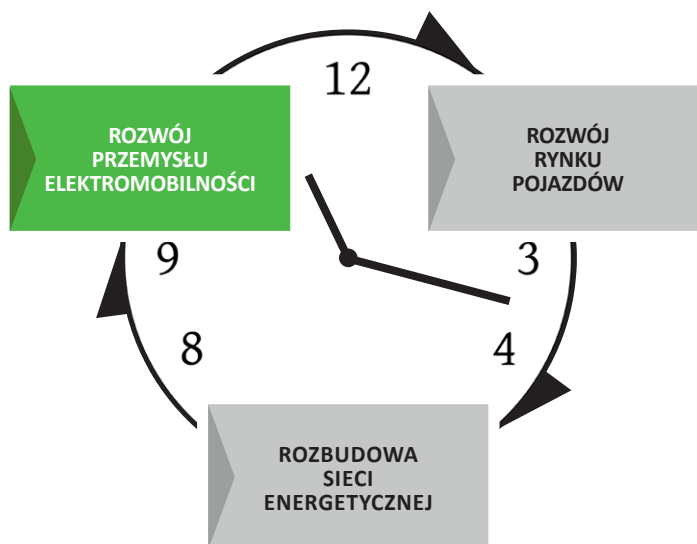 12
ROZWÓJ
PRZEMYSŁU
ELEKTROMOBILNOŚCI
ROZWÓJ
RYNKU
POJAZDÓW
9
3
8
4
ROZBUDOWA
SIECI
ENERGETYCZNEJ